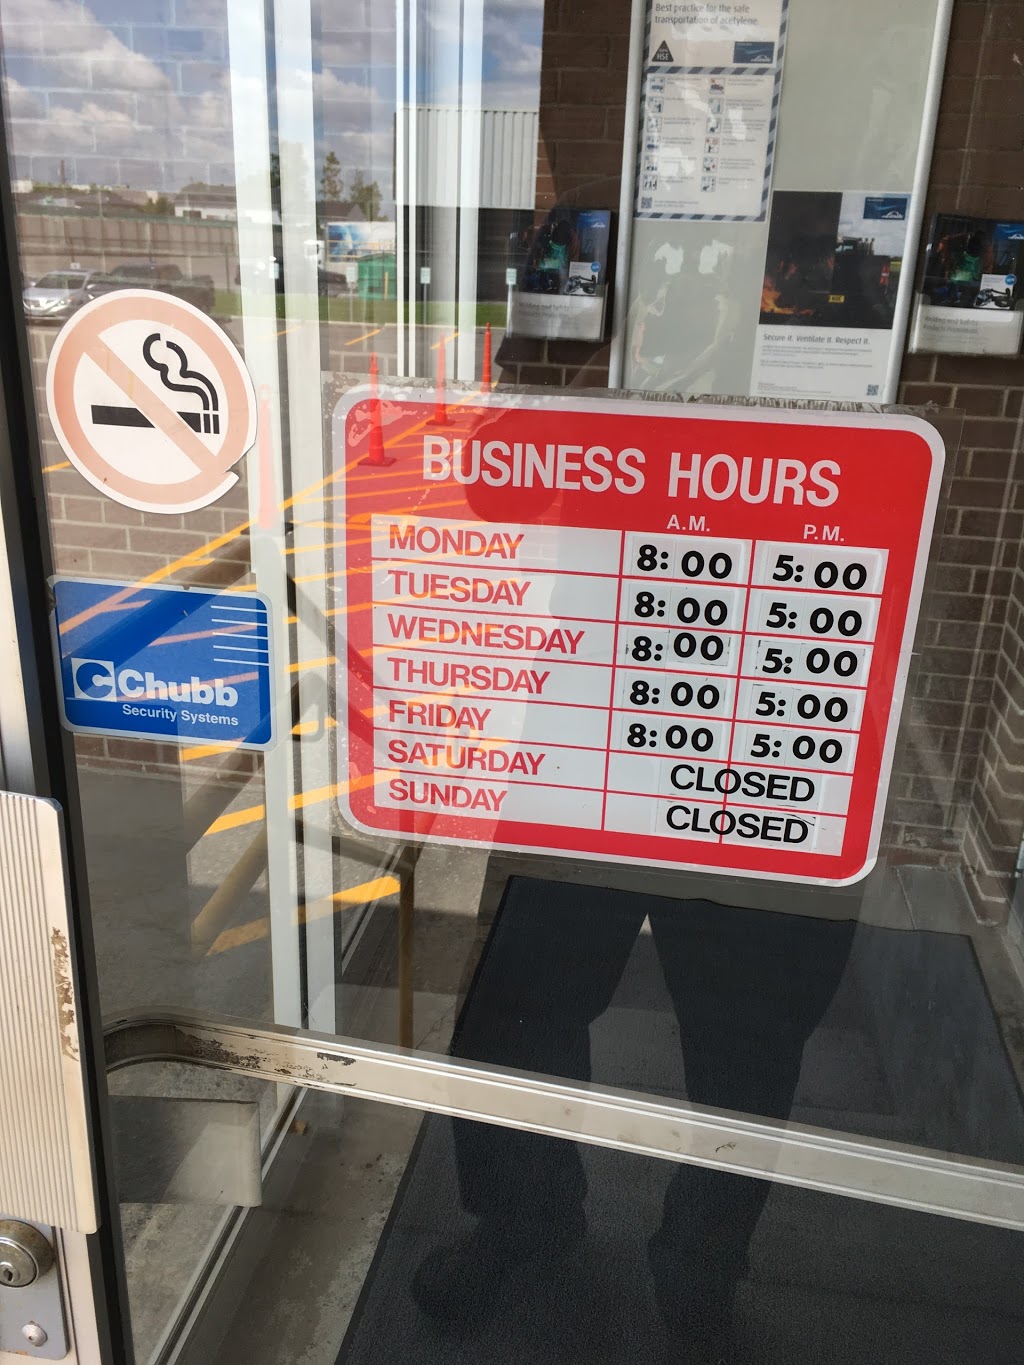 Best practice for the safe
transportation of acetylene.
HSE
Secure it. Ventilate it. Respect it.
BUSINESS HOURS
A.M. P.M.
MONDAY 8:00 5:00
TUESDAY 8:00 5:00
WEDNESDAY 8:00 5:00
THURSDAY 8:00 5:00
FRIDAY 8:00 5:00
SATURDAY CLOSED
SUNDAY CLOSED
Chubb
Security Systems